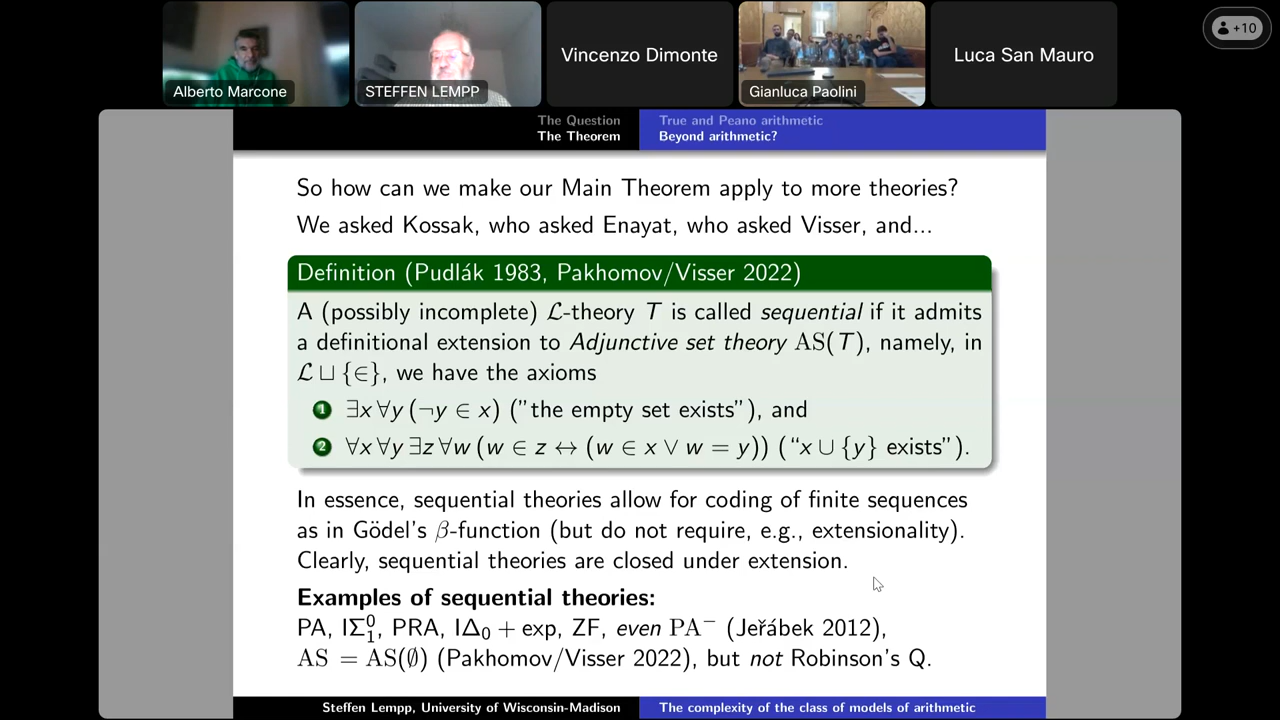 +10
Alberto Marcone
STEFFEN LEMPP
Vincenzo Dimonte
Gianluca Paolini
Luca San Mauro
The Question
The Theorem
True and Peano arithmetic
Beyond arithmetic?
So how can we make our Main Theorem apply to more theories?
We asked Kossak, who asked Enayat, who asked Visser, and...
Definition (Pudlák 1983, Pakhomov/Visser 2022)
A (possibly incomplete) ℒ-theory T is called sequential if it admits
a definitional extension to Adjunctive set theory AS(T), namely, in
ℒ ⊔ {∈}, we have the axioms
1 ∃x ∀y (¬y ∈ x) ("the empty set exists"), and
2 ∀x ∀y ∃z ∀w (w ∈ z ↔ (w ∈ x ∨ w = y)) (“x ∪ {y} exists”).
In essence, sequential theories allow for coding of finite sequences
as in Gödel's β-function (but do not require, e.g., extensionality).
Clearly, sequential theories are closed under extension.
Examples of sequential theories:
PA, IΣ⁰₁, PRA, IΔ₀ + exp, ZF, even PA⁻ (Jeřábek 2012),
AS = AS(∅) (Pakhomov/Visser 2022), but not Robinson's Q.
Steffen Lempp, University of Wisconsin-Madison
The complexity of the class of models of arithmetic